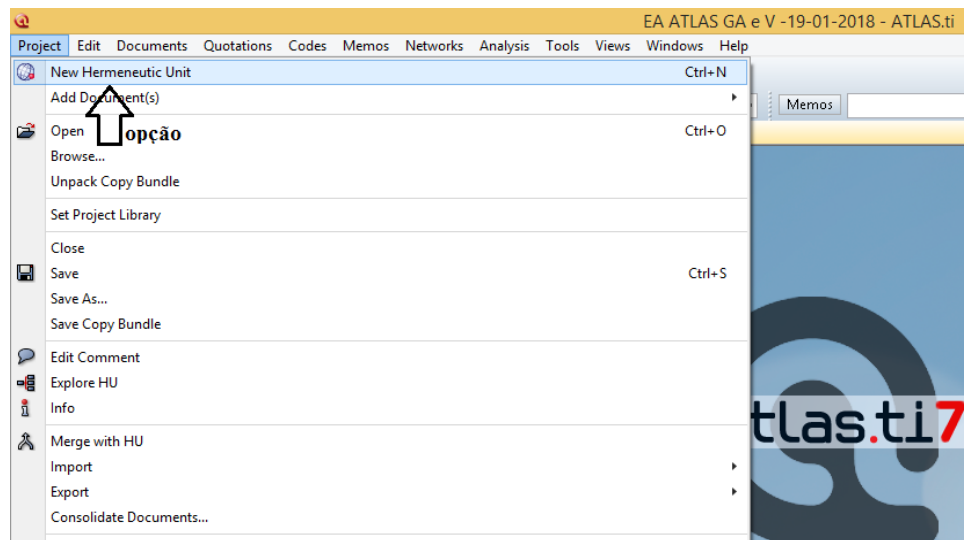 EA ATLAS GA e V -19-01-2018 - ATLAS.ti
Project Edit Documents Quotations Codes Memos Networks Analysis Tools Views Windows Help
New Hermeneutic Unit Ctrl+N
Add Document(s)
Memos
Open opção Ctrl+O
Browse...
Unpack Copy Bundle
Set Project Library
Close
Save Ctrl+S
Save As...
Save Copy Bundle
Edit Comment
Explore HU
Info
tlas.ti7
Merge with HU
Import
Export
Consolidate Documents...